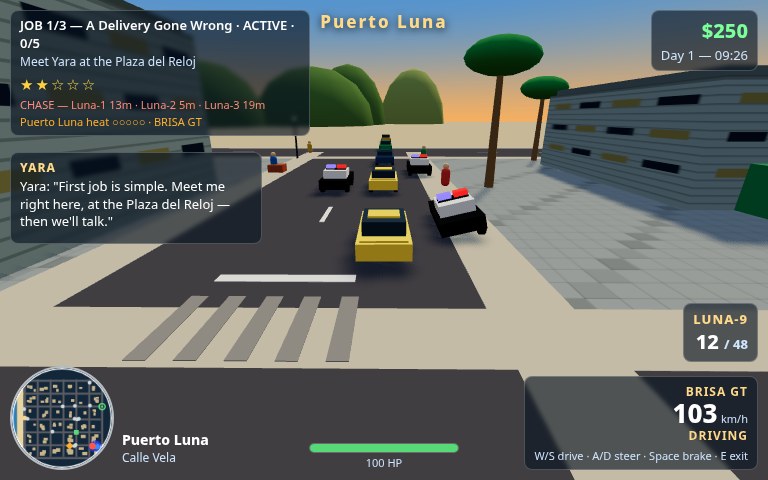 JOB 1/3 — A Delivery Gone Wrong · ACTIVE ·
0/5
Meet Yara at the Plaza del Reloj
★★☆☆☆
CHASE — Luna-1 13m · Luna-2 5m · Luna-3 19m
Puerto Luna heat ○○○○○ · BRISA GT
Puerto Luna
$250
Day 1 — 09:26
YARA
Yara: "First job is simple. Meet me
right here, at the Plaza del Reloj —
then we'll talk."
LUNA-9
12 / 48
Puerto Luna
Calle Vela
100 HP
BRISA GT
103 km/h
DRIVING
W/S drive · A/D steer · Space brake · E exit